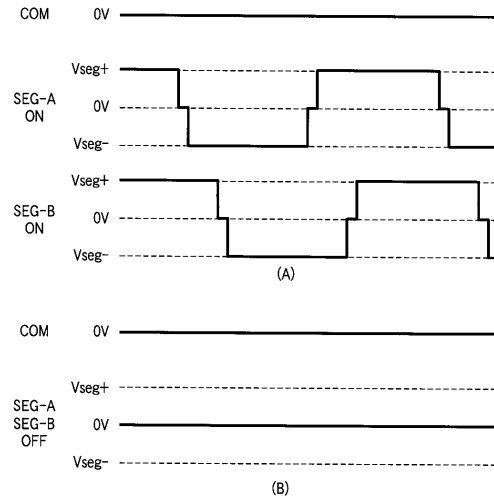 COM 0V
Vseg+
SEG-A ON 0V
Vseg-
Vseg+
SEG-B ON 0V
Vseg-
(A)
COM 0V
Vseg+
SEG-A SEG-B OFF 0V
Vseg-
(B)